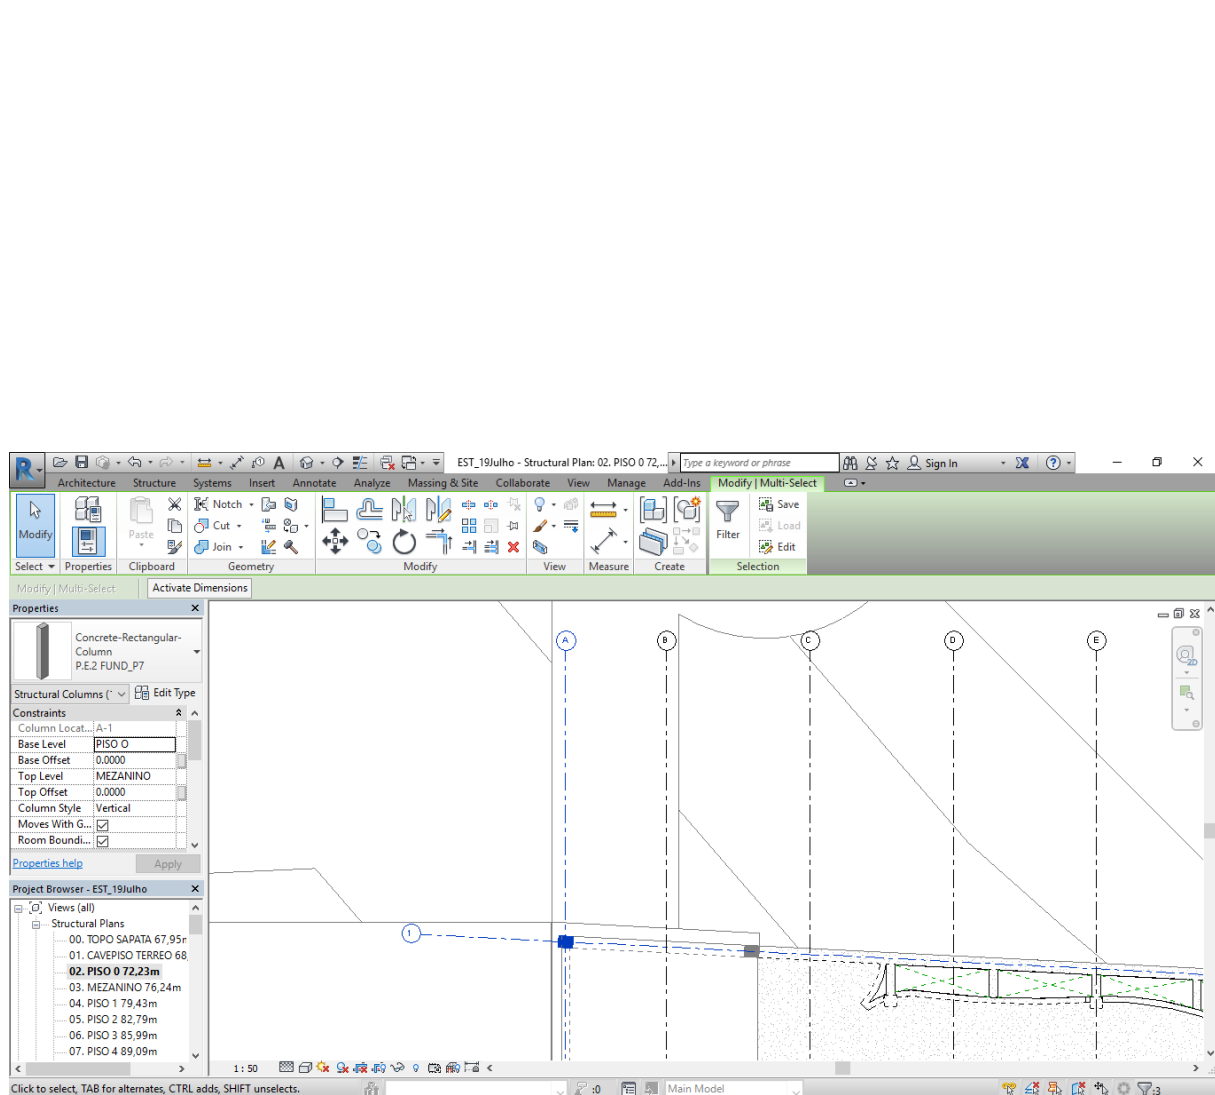 EST_19Julho - Structural Plan: 02. PISO 0 72,... Type a keyword or phrase Sign In
Architecture Structure Systems Insert Annotate Analyze Massing & Site Collaborate View Manage Add-Ins Modify | Multi-Select
Modify Paste Notch Cut Join Filter Save Load Edit
Select Properties Clipboard Geometry Modify View Measure Create Selection
Modify | Multi-Select Activate Dimensions
Properties
Concrete-Rectangular-
Column
P.E.2 FUND_P7
Structural Columns (' Edit Type
Constraints
Column Locat... A-1
Base Level PISO O
Base Offset 0.0000
Top Level MEZANINO
Top Offset 0.0000
Column Style Vertical
Moves With G...
Room Boundi...
Properties help Apply
Project Browser - EST_19Julho
Views (all)
Structural Plans
00. TOPO SAPATA 67,95m
01. CAVEPISO TERREO 68,
02. PISO 0 72,23m
03. MEZANINO 76,24m
04. PISO 1 79,43m
05. PISO 2 82,79m
06. PISO 3 85,99m
07. PISO 4 89,09m
A B C D E
1
2D
1 : 50
Click to select, TAB for alternates, CTRL adds, SHIFT unselects. :0 Main Model :3